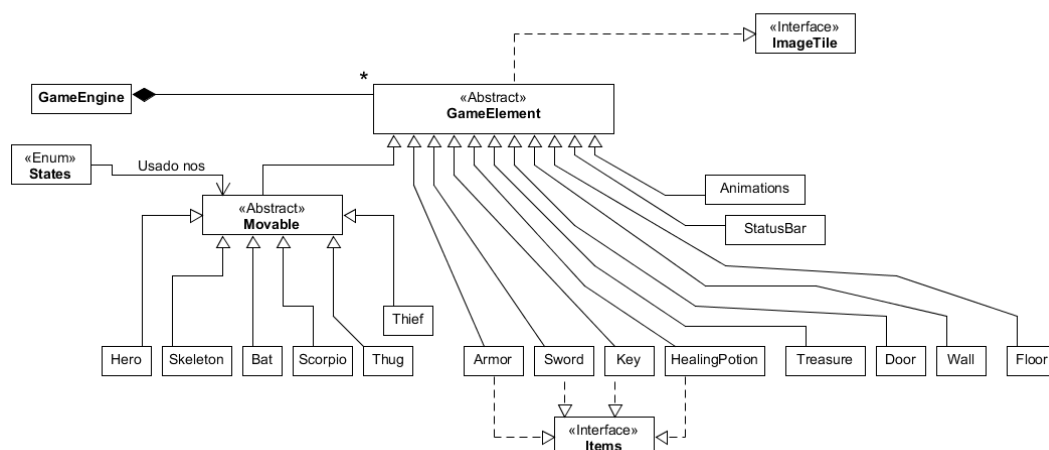 «Interface»
ImageTile
*
GameEngine
«Abstract»
GameElement
«Enum»
States
Usado nos
Animations
«Abstract»
Movable
StatusBar
Thief
Hero
Skeleton
Bat
Scorpio
Thug
Armor
Sword
Key
HealingPotion
Treasure
Door
Wall
Floor
«Interface»
Items